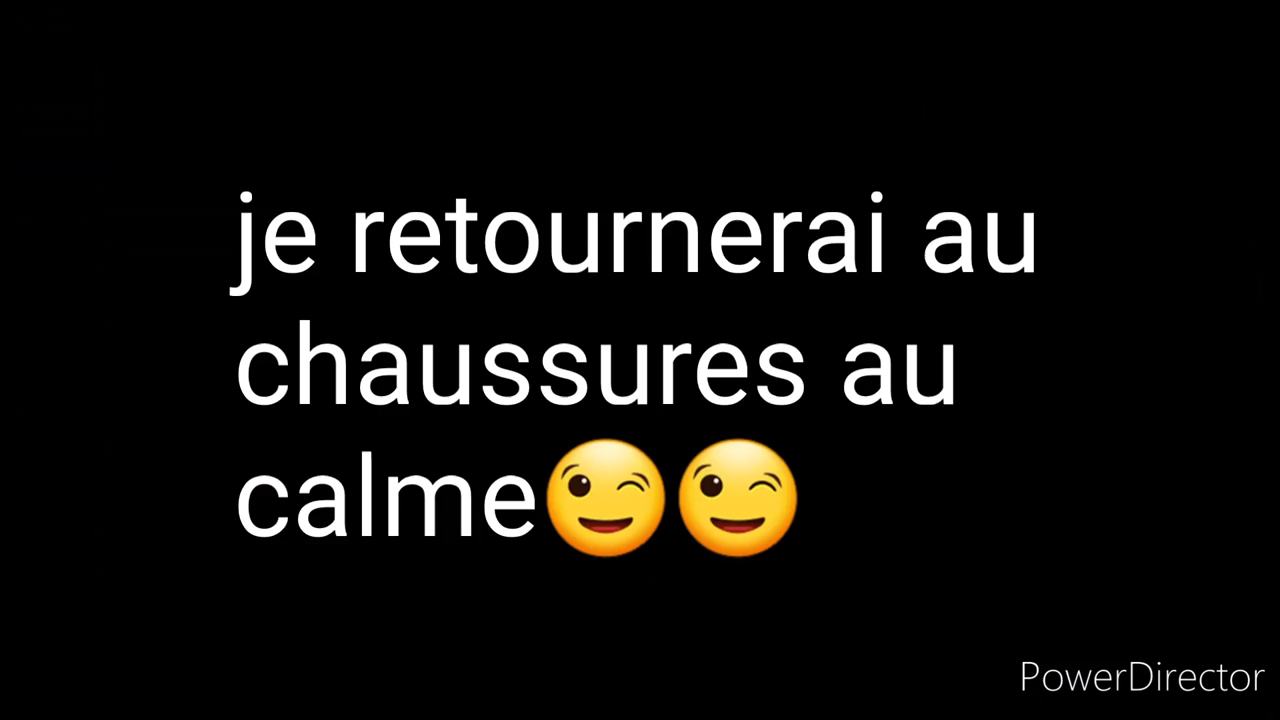 je retournerai au
chaussures au
calme😉😉
PowerDirector